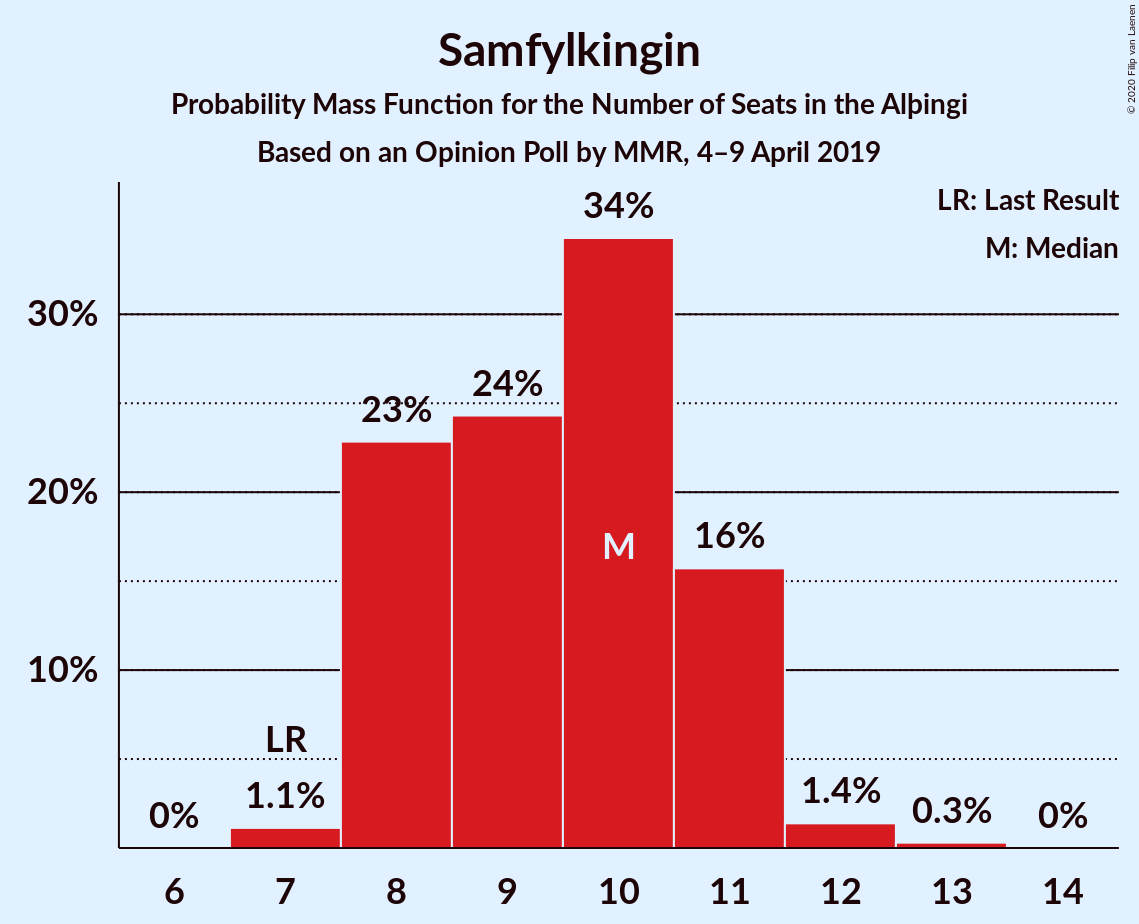 Samfylkingin
Probability Mass Function for the Number of Seats in the Alþingi
Based on an Opinion Poll by MMR, 4–9 April 2019
© 2020 Filip van Laenen
LR: Last Result
M: Median
34%
30%
24%
23%
20%
16%
M
10%
LR
1.1%
1.4%
0.3%
0%
0%
6 7 8 9 10 11 12 13 14